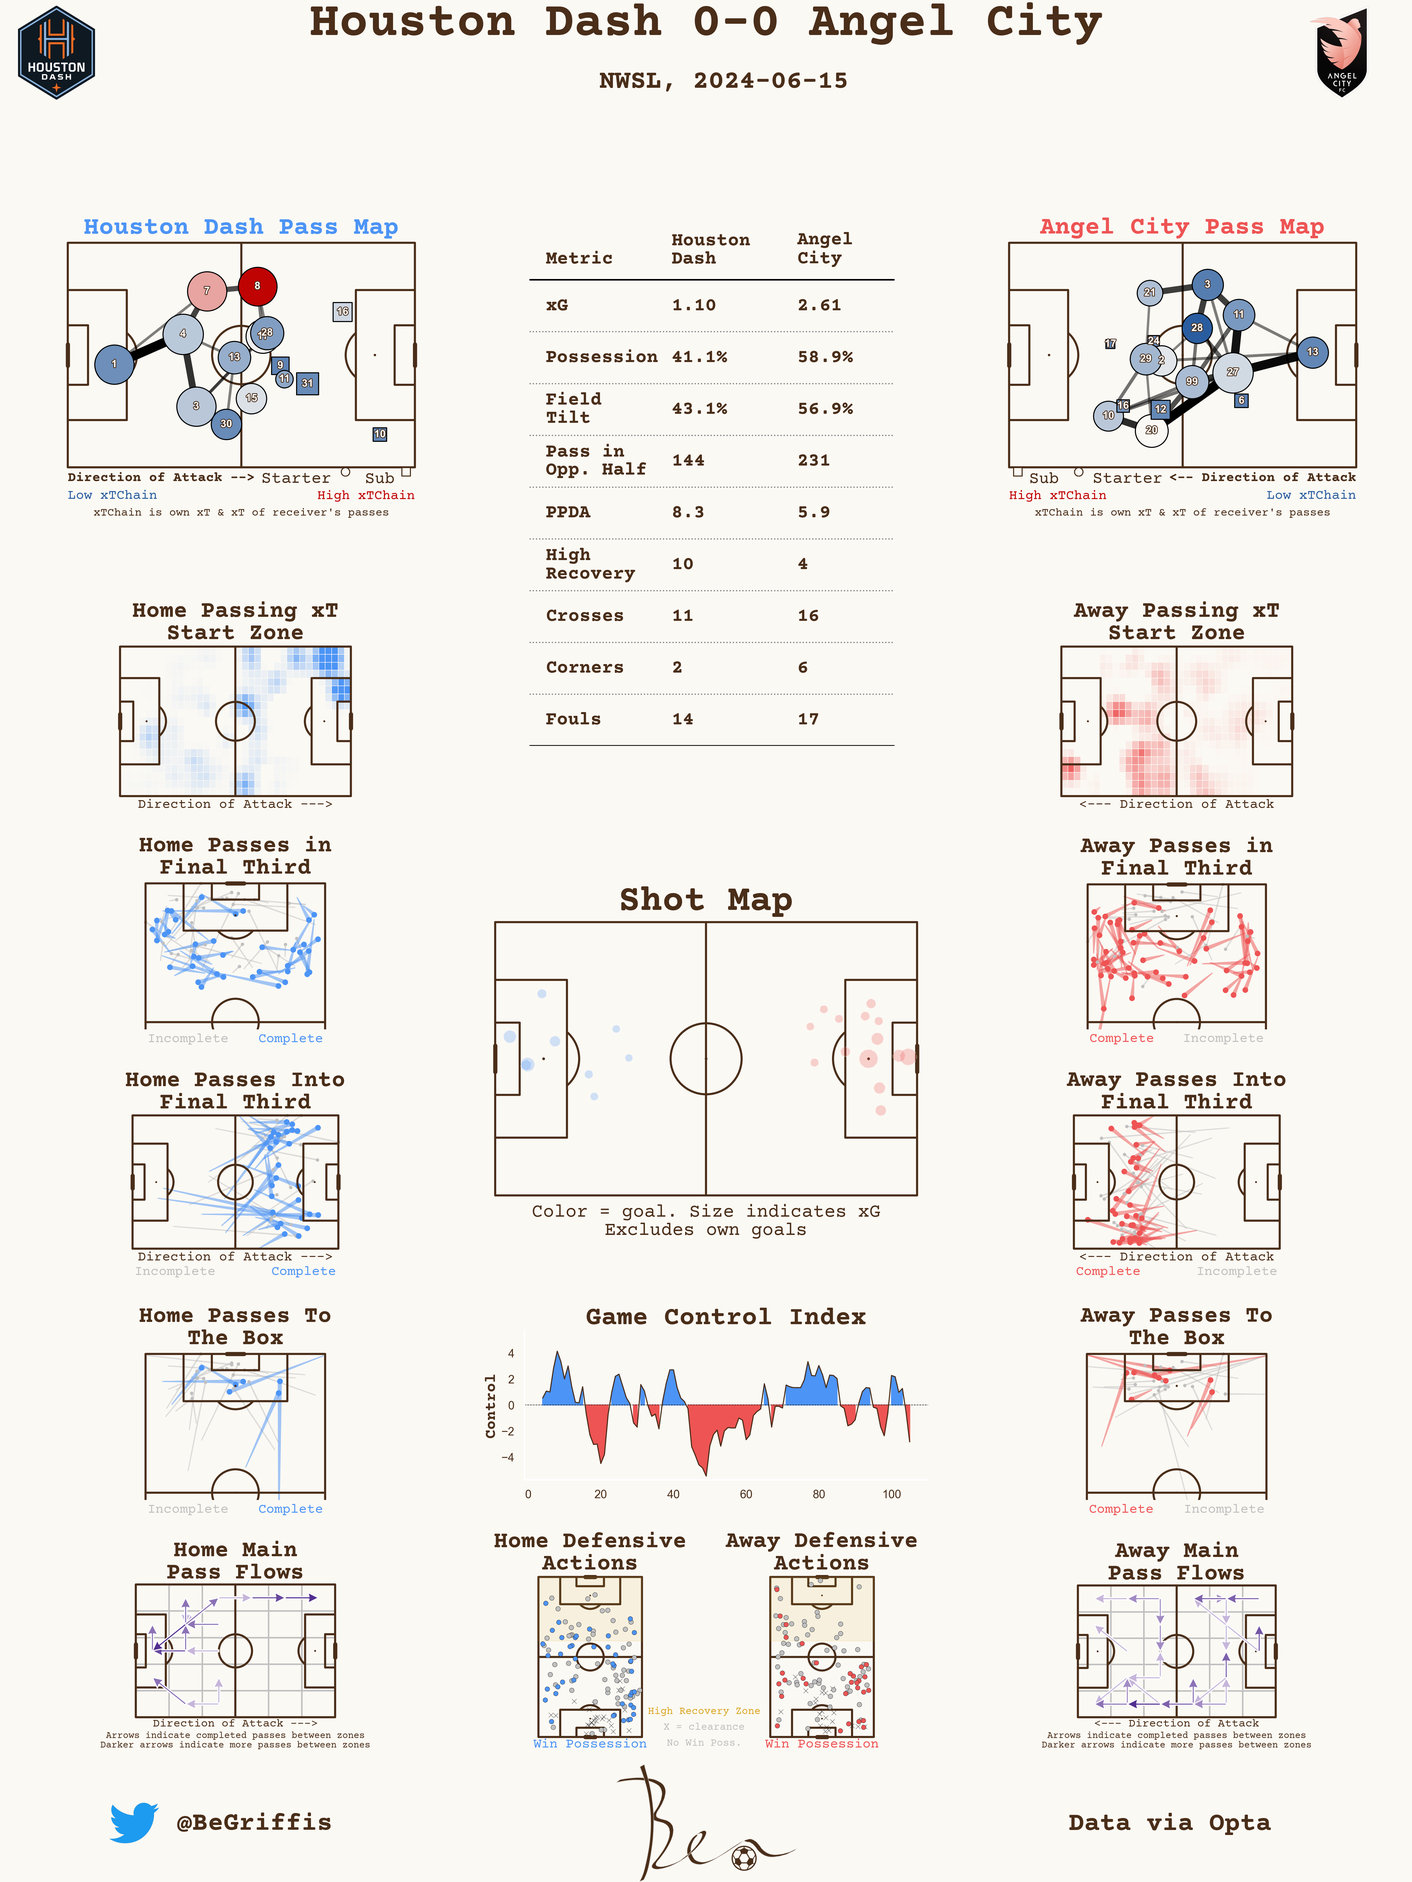 Houston Dash 0-0 Angel City
NWSL, 2024-06-15
HOUSTON
DASH
ANGEL
CITY
FC
Houston Dash Pass Map
7
8
16
4
28
1
13
9
11
31
3
15
30
10
Direction of Attack --> Starter Sub
Low xTChain High xTChain
xTChain is own xT & xT of receiver's passes
Metric Houston Dash Angel City
xG 1.10 2.61
Possession 41.1% 58.9%
Field Tilt 43.1% 56.9%
Pass in Opp. Half 144 231
PPDA 8.3 5.9
High Recovery 10 4
Crosses 11 16
Corners 2 6
Fouls 14 17
Angel City Pass Map
21
3
11
28
17
24
13
29
2
27
99
6
16
12
10
20
Sub Starter <-- Direction of Attack
High xTChain Low xTChain
xTChain is own xT & xT of receiver's passes
Home Passing xT
Start Zone
Direction of Attack --->
Away Passing xT
Start Zone
<--- Direction of Attack
Home Passes in
Final Third
Incomplete Complete
Away Passes in
Final Third
Complete Incomplete
Shot Map
Color = goal. Size indicates xG
Excludes own goals
Home Passes Into
Final Third
Direction of Attack --->
Incomplete Complete
Away Passes Into
Final Third
<--- Direction of Attack
Complete Incomplete
Home Passes To
The Box
Incomplete Complete
Game Control Index
Control
4
2
0
−2
−4
0 20 40 60 80 100
Away Passes To
The Box
Complete Incomplete
Home Main
Pass Flows
Direction of Attack --->
Arrows indicate completed passes between zones
Darker arrows indicate more passes between zones
Home Defensive
Actions
Win Possession
Away Defensive
Actions
Win Possession
High Recovery Zone
X = clearance
No Win Poss.
Away Main
Pass Flows
<--- Direction of Attack
Arrows indicate completed passes between zones
Darker arrows indicate more passes between zones
@BeGriffis
Ben
Data via Opta